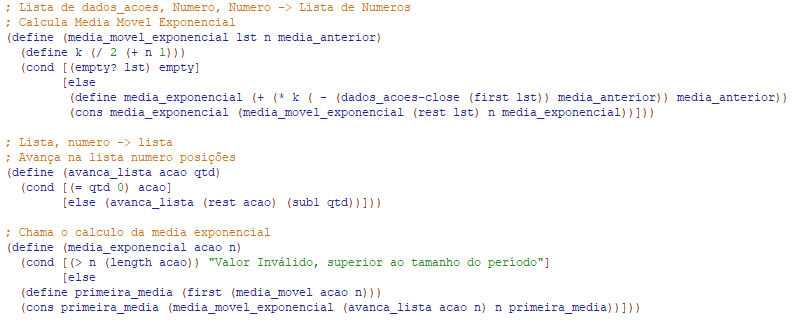 ; Lista de dados_acoes, Numero, Numero -> Lista de Numeros
; Calcula Media Movel Exponencial
(define (media_movel_exponencial lst n media_anterior)
  (define k (/ 2 (+ n 1)))
  (cond [(empty? lst) empty]
        [else
         (define media_exponencial (+ (* k ( - (dados_acoes-close (first lst)) media_anterior)) media_anterior))
         (cons media_exponencial (media_movel_exponencial (rest lst) n media_exponencial))]))

; Lista, numero -> lista
; Avança na lista numero posições
(define (avanca_lista acao qtd)
  (cond [(= qtd 0) acao]
        [else (avanca_lista (rest acao) (sub1 qtd))]))

; Chama o calculo da media exponencial
(define (media_exponencial acao n)
  (cond [(> n (length acao)) "Valor Inválido, superior ao tamanho do período"]
        [else
  (define primeira_media (first (media_movel acao n)))
  (cons primeira_media (media_movel_exponencial (avanca_lista acao n) n primeira_media))]))